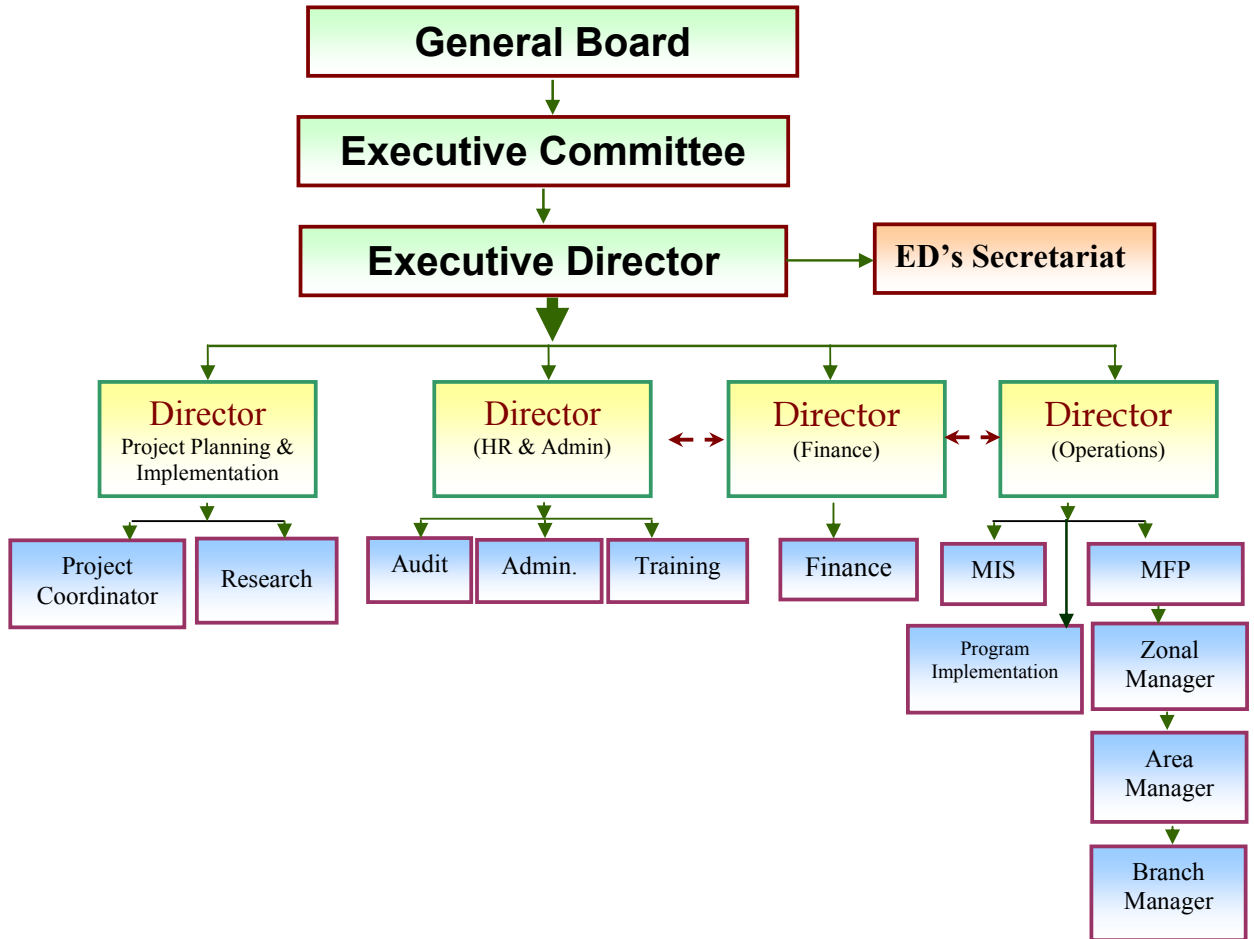 General Board
Executive Committee
Executive Director
ED's Secretariat
Director
Project Planning &
Implementation
Director
(HR & Admin)
Director
(Finance)
Director
(Operations)
Project
Coordinator
Research
Audit
Admin.
Training
Finance
MIS
MFP
Program
Implementation
Zonal
Manager
Area
Manager
Branch
Manager